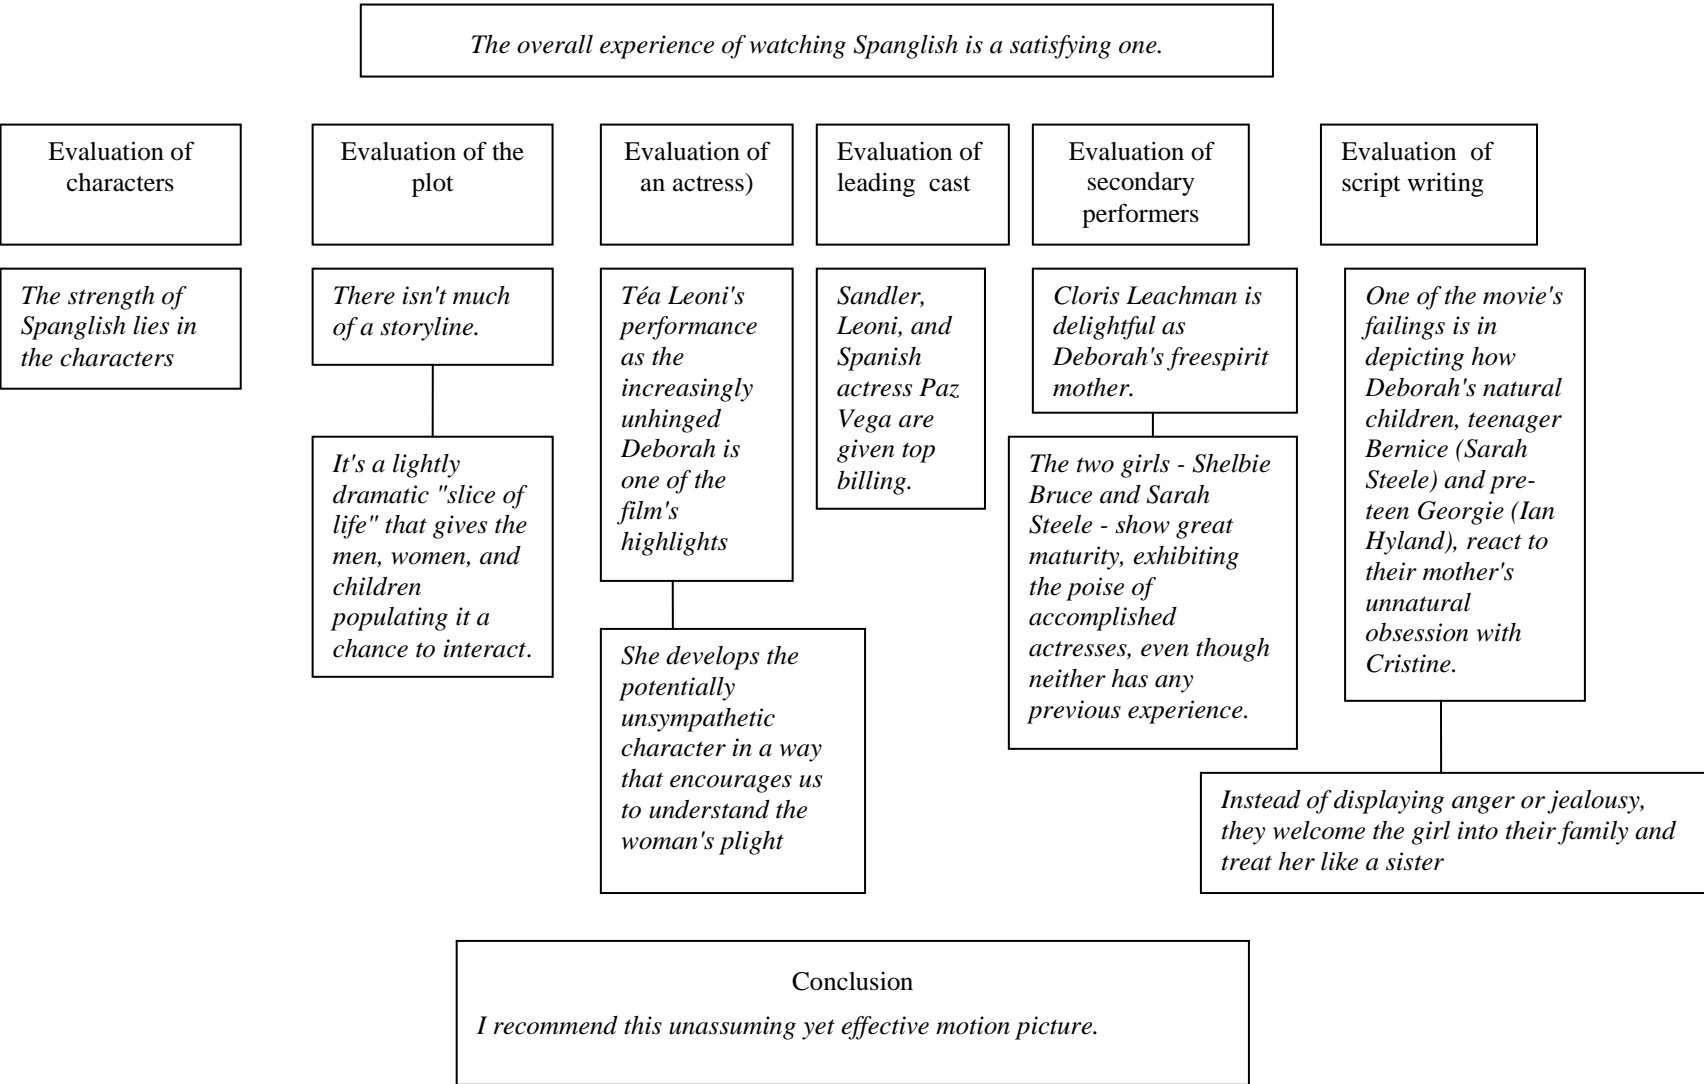 The overall experience of watching Spanglish is a satisfying one.
Evaluation of
characters
Evaluation of the
plot
Evaluation of
an actress)
Evaluation of
leading cast
Evaluation of
secondary
performers
Evaluation of
script writing
The strength of
Spanglish lies in
the characters
There isn't much
of a storyline.
It's a lightly
dramatic "slice of
life" that gives the
men, women, and
children
populating it a
chance to interact.
Téa Leoni's
performance
as the
increasingly
unhinged
Deborah is
one of the
film's
highlights
She develops the
potentially
unsympathetic
character in a way
that encourages us
to understand the
woman's plight
Sandler,
Leoni, and
Spanish
actress Paz
Vega are
given top
billing.
Cloris Leachman is
delightful as
Deborah's freespirit
mother.
The two girls - Shelbie
Bruce and Sarah
Steele - show great
maturity, exhibiting
the poise of
accomplished
actresses, even though
neither has any
previous experience.
One of the movie's
failings is in
depicting how
Deborah's natural
children, teenager
Bernice (Sarah
Steele) and pre-
teen Georgie (Ian
Hyland), react to
their mother's
unnatural
obsession with
Cristine.
Instead of displaying anger or jealousy,
they welcome the girl into their family and
treat her like a sister
Conclusion
I recommend this unassuming yet effective motion picture.